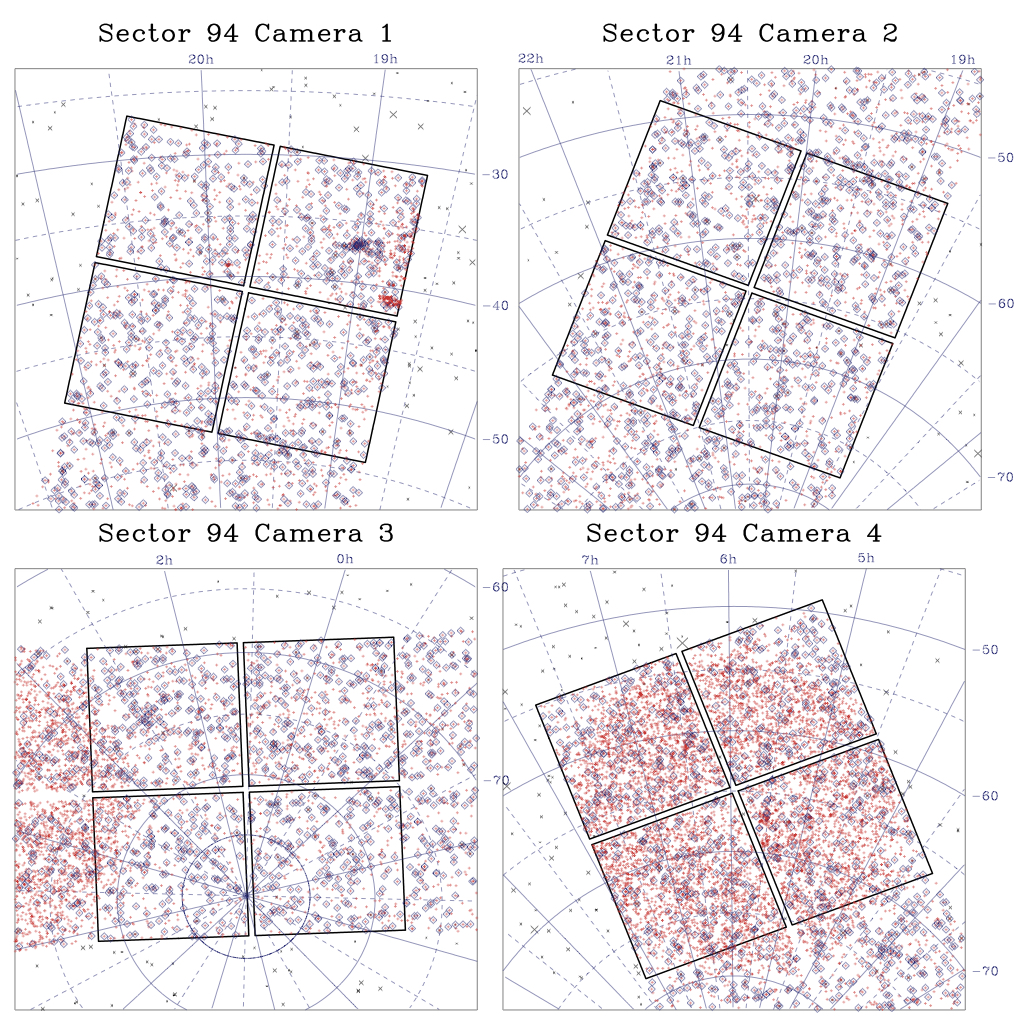 Sector 94 Camera 1
20h 19h
-30
-40
-50
Sector 94 Camera 2
22h 21h 20h 19h
-50
-60
-70
Sector 94 Camera 3
2h 0h
-60
-70
Sector 94 Camera 4
7h 6h 5h
-50
-60
-70